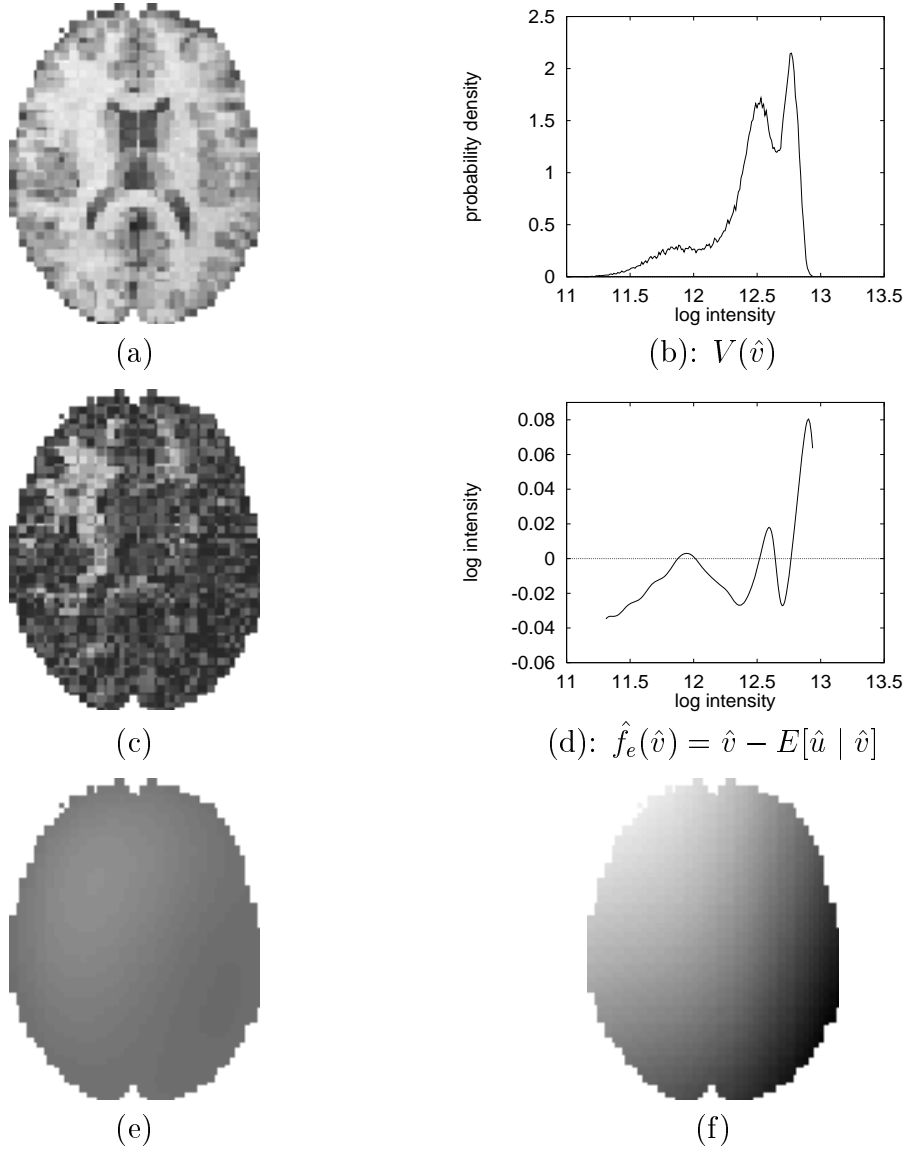 (a)
probability density
2.5
2
1.5
1
0.5
0
11 11.5 12 12.5 13 13.5
log intensity
(b): V(v̂)
(c)
log intensity
0.08
0.06
0.04
0.02
0
-0.02
-0.04
-0.06
11 11.5 12 12.5 13 13.5
log intensity
(d): f̂ₑ(v̂) = v̂ − E[û | v̂]
(e)
(f)